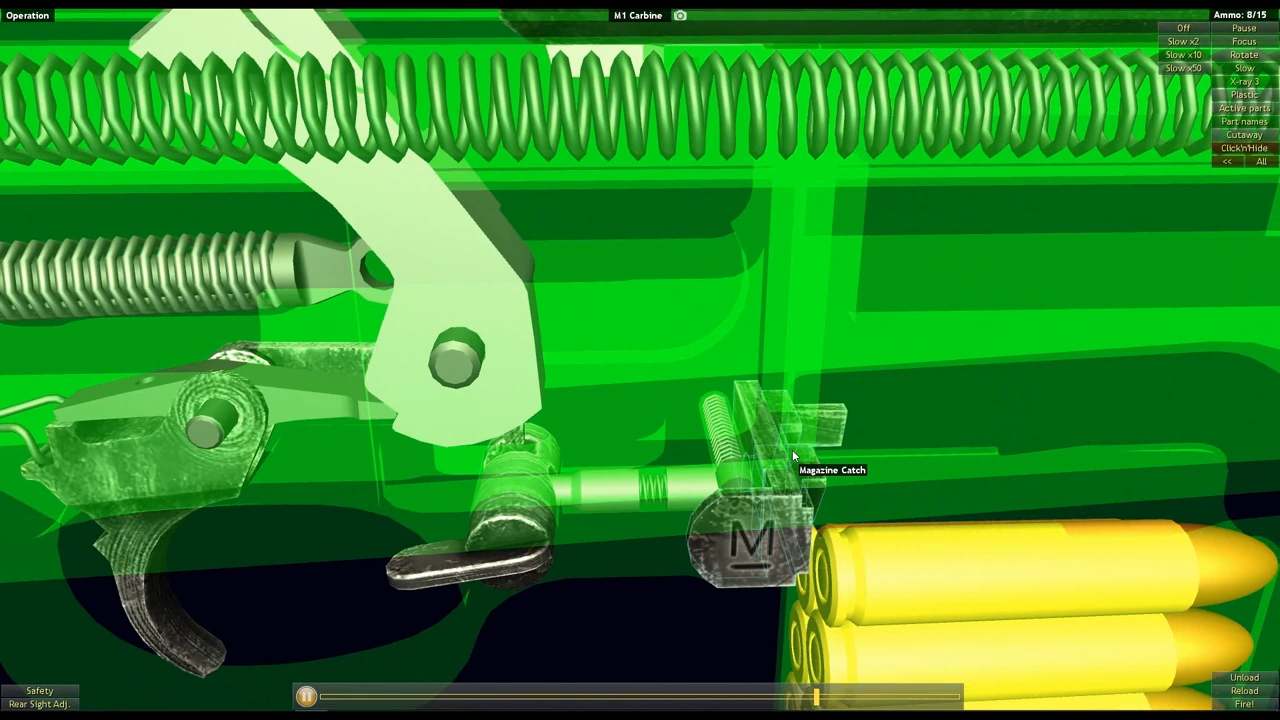 Operation
M1 Carbine
Ammo: 8/15
Off
Pause
Slow x2
Focus
Slow x10
Rotate
Slow x50
Slow
X-ray 3
Plastic
Active parts
Part names
Cutaway
Click'n'Hide
<< All
Magazine Catch
M
Safety
Rear Sight Adj.
Unload
Reload
Fire!